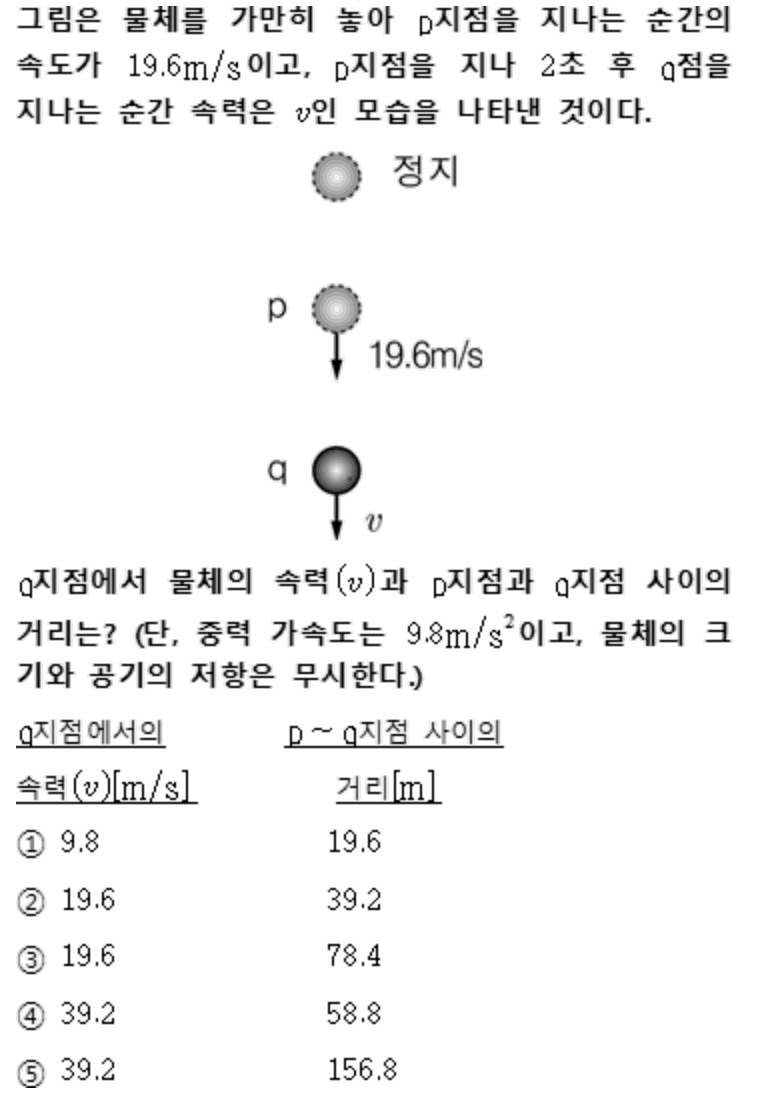 그림은 물체를 가만히 놓아 p지점을 지나는 순간의
속도가 19.6m/s이고, p지점을 지나 2초 후 q점을
지나는 순간 속력은 v인 모습을 나타낸 것이다.
정지
p
19.6m/s
q
v
q지점에서 물체의 속력(v)과 p지점과 q지점 사이의
거리는? (단, 중력 가속도는 9.8m/s²이고, 물체의 크
기와 공기의 저항은 무시한다.)
q지점에서의 p ~ q지점 사이의
속력(v)[m/s] 거리[m]
① 9.8 19.6
② 19.6 39.2
③ 19.6 78.4
④ 39.2 58.8
⑤ 39.2 156.8